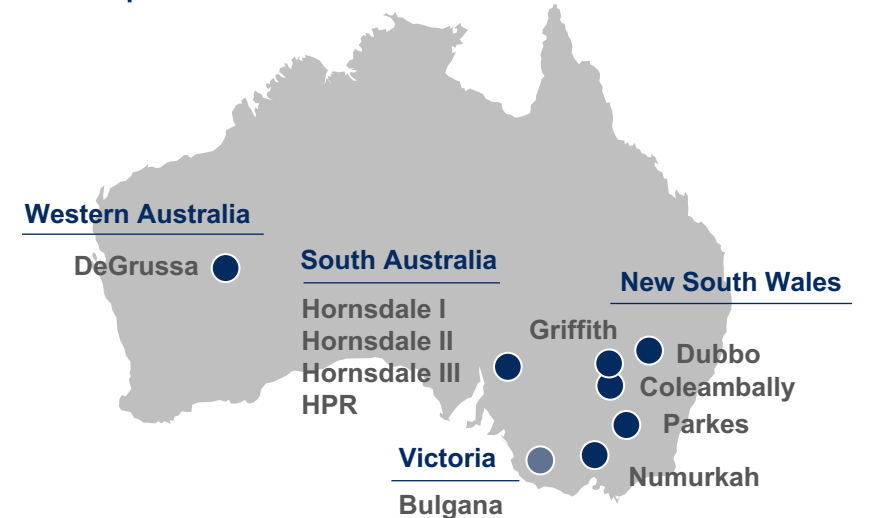 Western Australia
DeGrussa
South Australia
Hornsdale I
Hornsdale II
Hornsdale III
HPR
New South Wales
Griffith
Dubbo
Coleambally
Parkes
Numurkah
Victoria
Bulgana